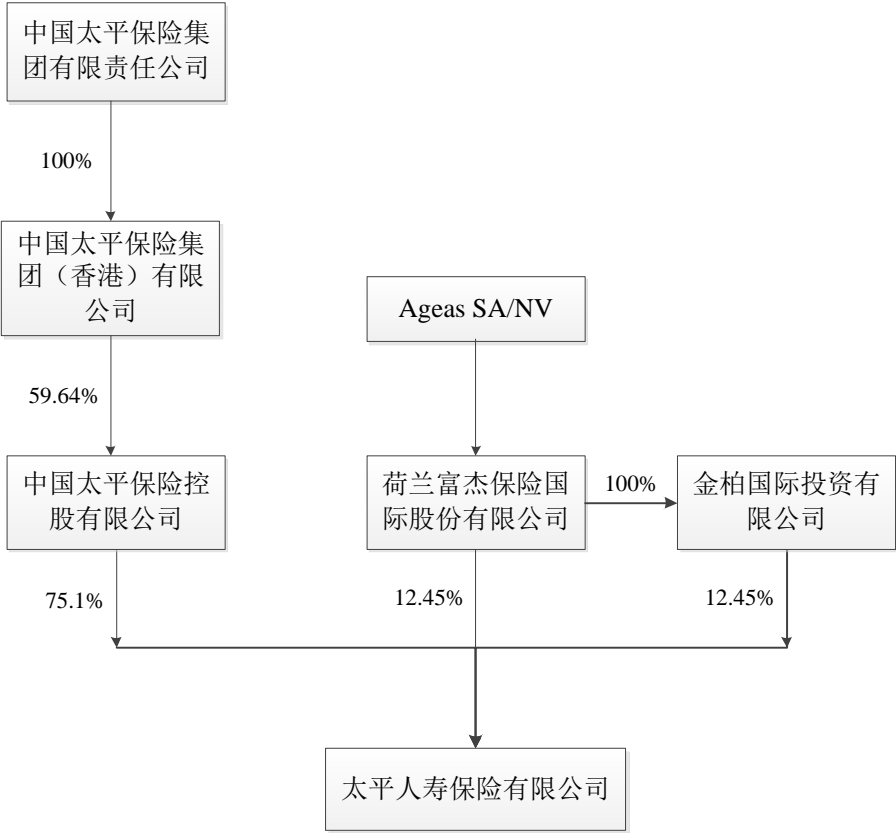 中国太平保险集
团有限责任公司
100%
中国太平保险集
团（香港）有限
公司
Ageas SA/NV
59.64%
中国太平保险控
股有限公司
荷兰富杰保险国
际股份有限公司
100%
金柏国际投资有
限公司
75.1%
12.45%
12.45%
太平人寿保险有限公司